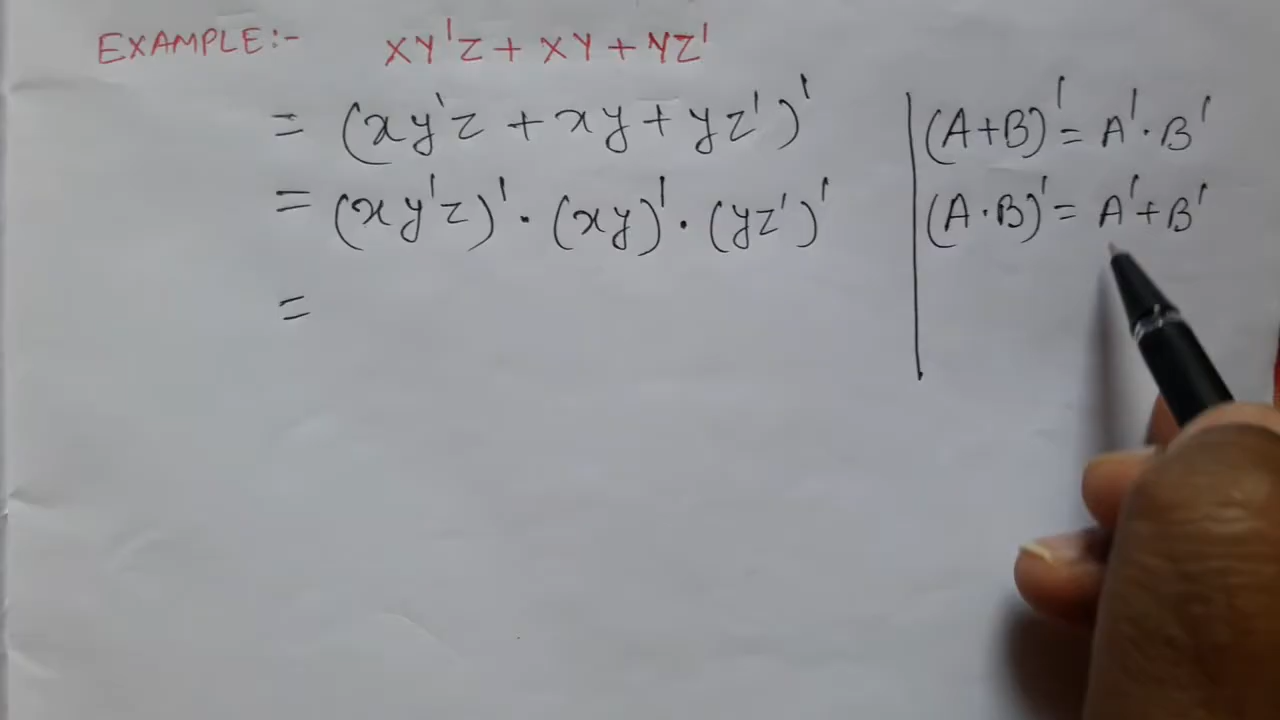 EXAMPLE:- XY'Z + XY + YZ'
= (xy'z + xy + yz')'
= (xy'z)' · (xy)' · (yz')'
=
(A+B)' = A' · B'
(A · B)' = A' + B'